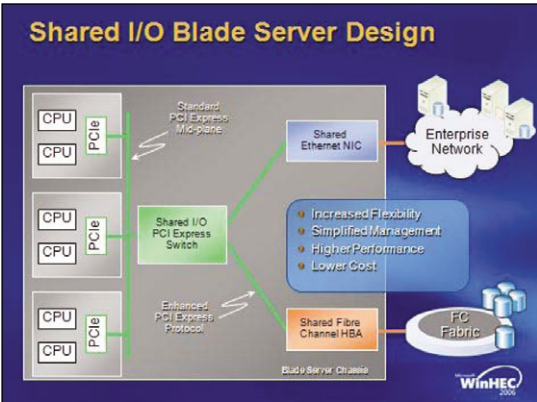 Shared I/O Blade Server Design
CPU
CPU
PCIe
CPU
CPU
PCIe
CPU
CPU
PCIe
Standard
PCI Express
Mid-plane
Shared I/O
PCI Express
Switch
Enhanced
PCI Express
Protocol
Shared
Ethernet NIC
Enterprise
Network
Increased Flexibility
Simplified Management
Higher Performance
Lower Cost
Shared Fibre
Channel HBA
FC
Fabric
Blade Server Chassis
Microsoft
WinHEC
2006